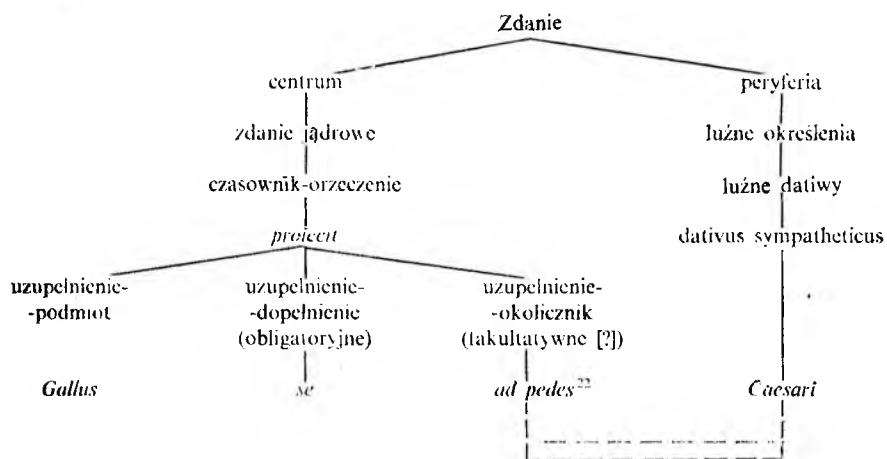 Zdanie
centrum peryferia
zdanie jądrowe luźne określenia
czasownik-orzeczenie luźne datiwy
proiecit dativus sympatheticus
uzupełnienie- uzupełnienie- uzupełnienie-
-podmiot -dopełnienie -okolicznik
(obligatoryjne) (fakultatywne [?])
Gallus se ad pedes²² Caesari